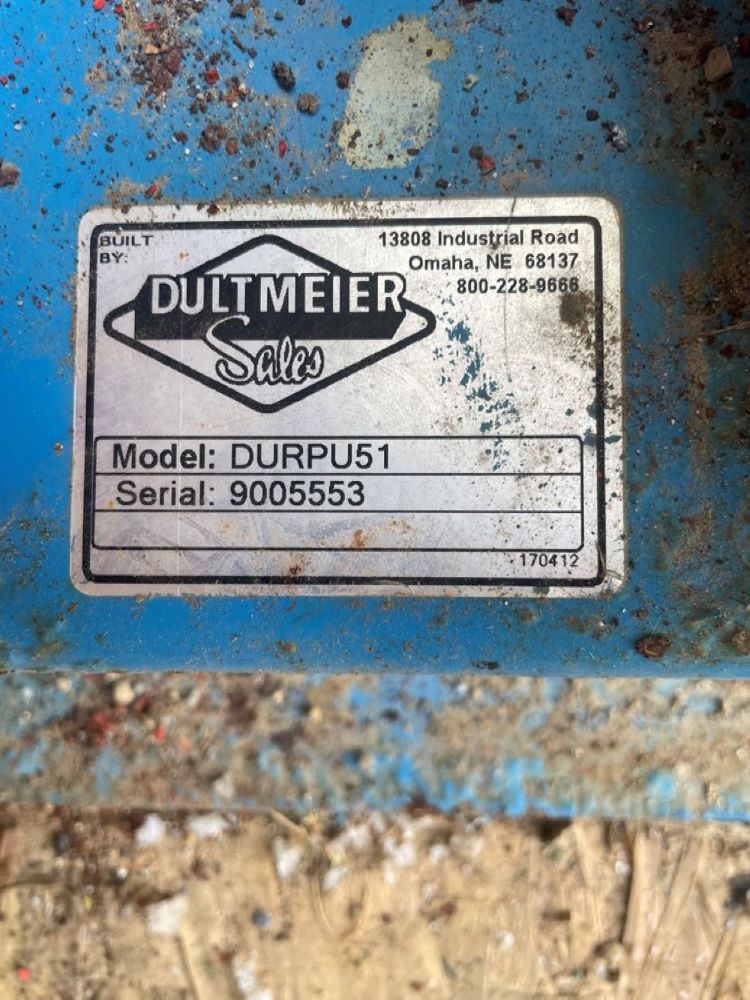 BUILT
BY:
DULTMEIER
Sales
13808 Industrial Road
Omaha, NE 68137
800-228-9666
Model: DURPU51
Serial: 9005553
170412